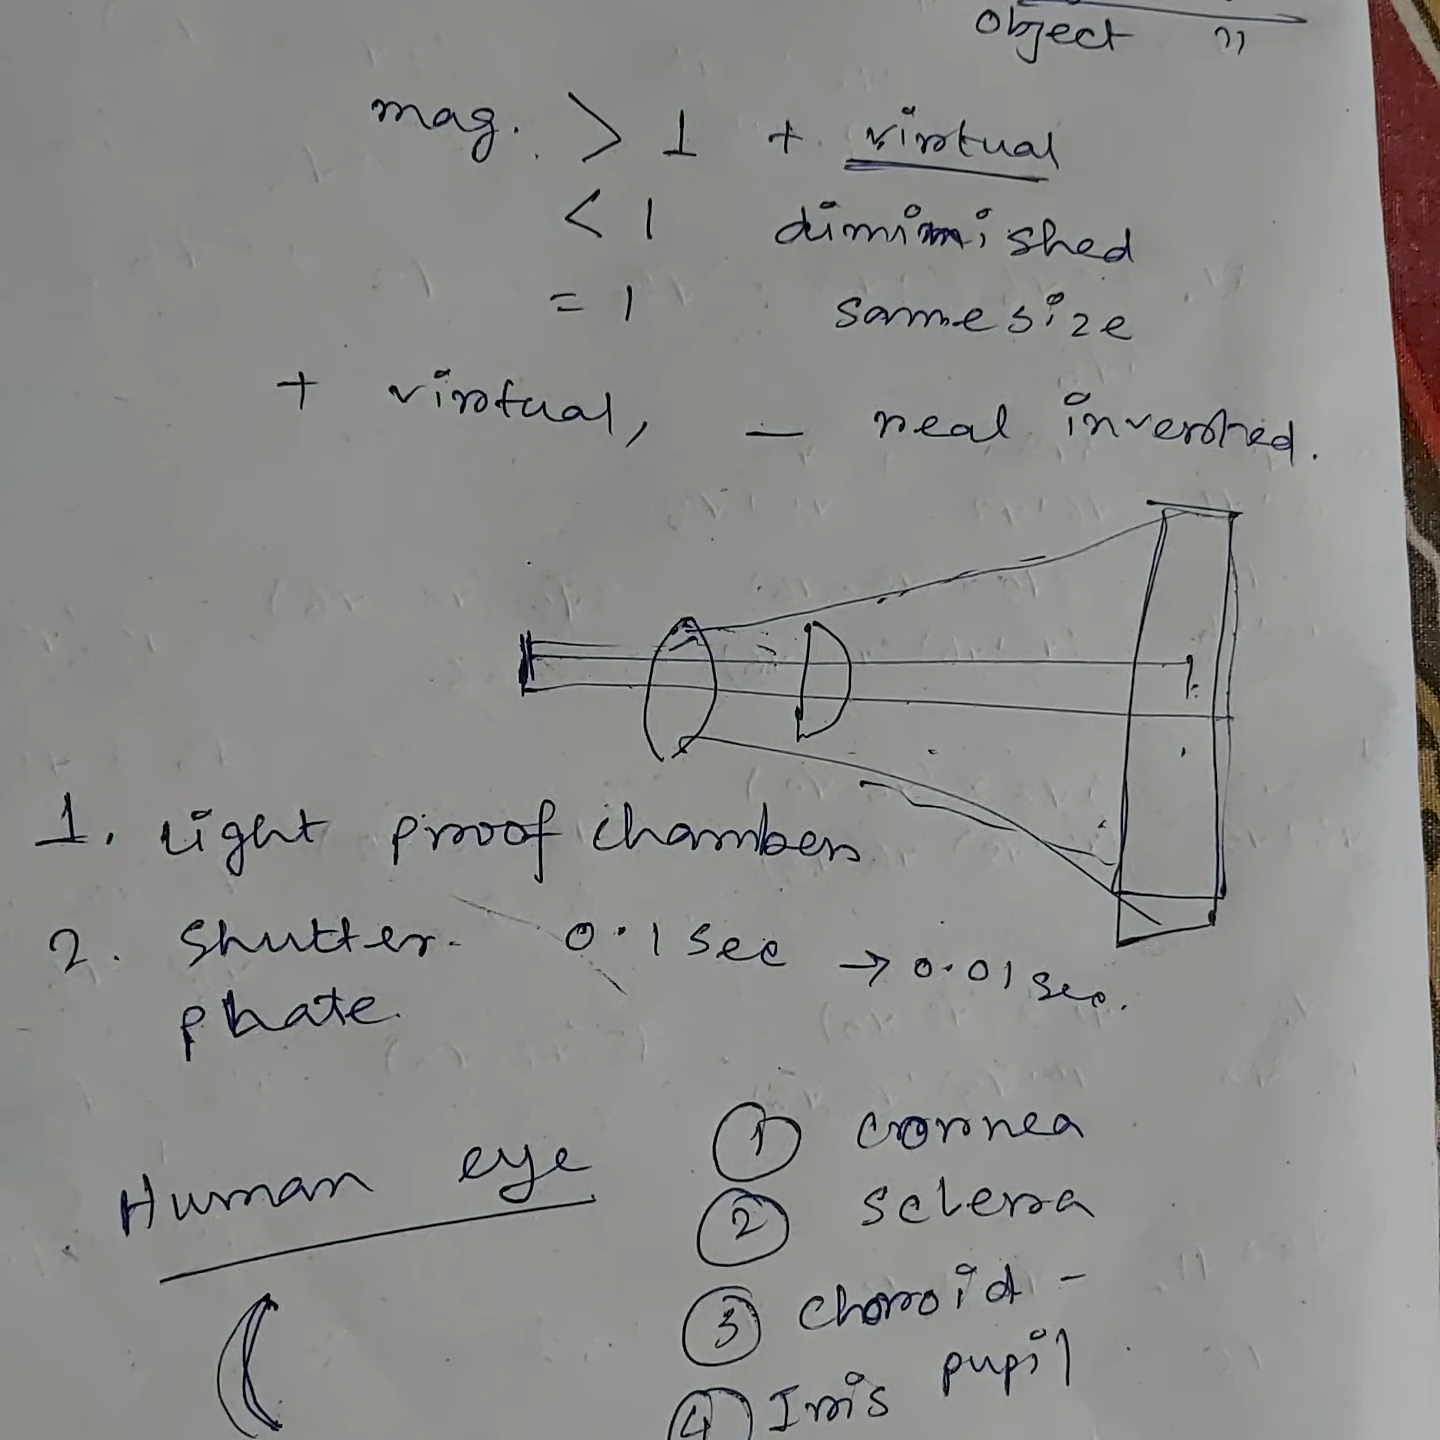 object "
mag. > 1 + virtual
< 1 diminished
= 1 same size
+ virtual, — real inverted.
1. Light proof chamber
2. Shutter. 0.1 sec → 0.01 sec.
plate
Human eye
① cornea
② sclera
③ choroid -
④ Iris pupil